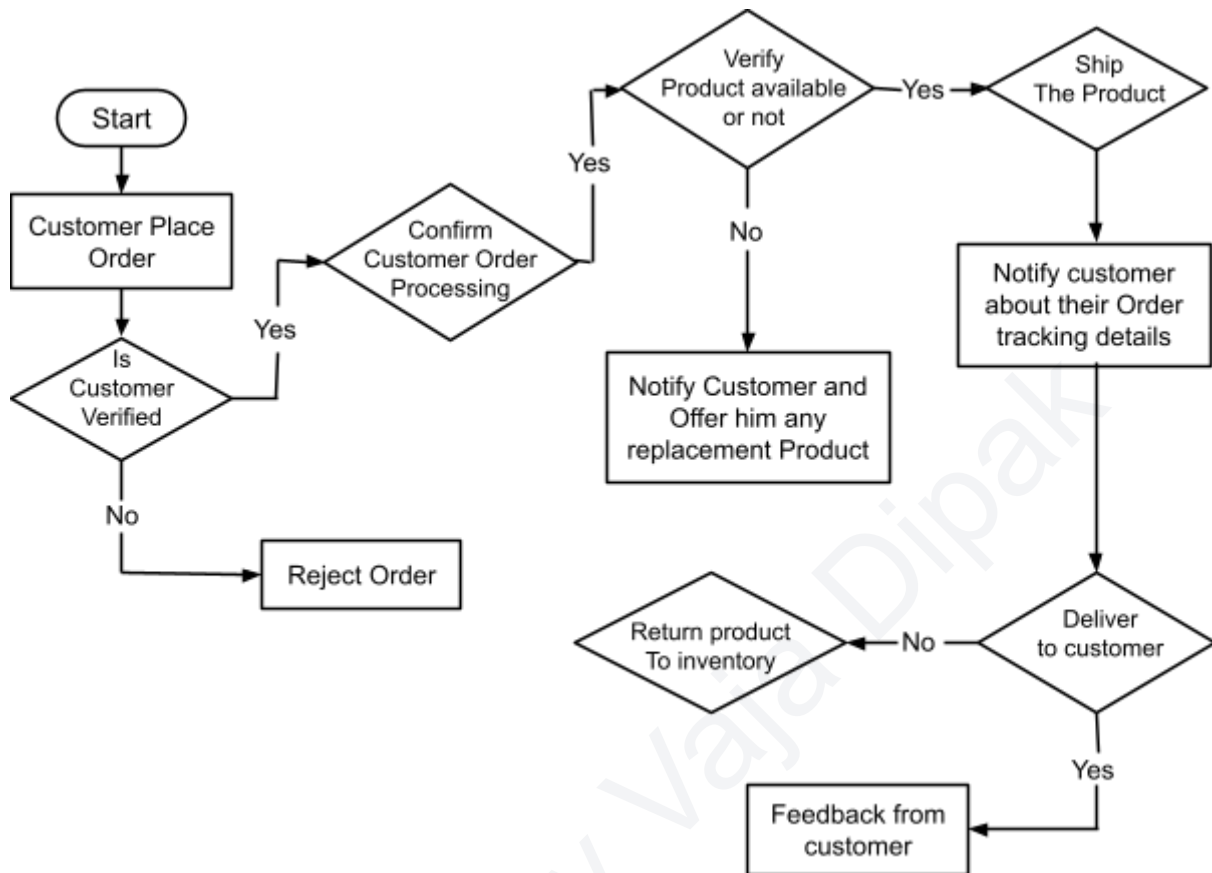 Start
Customer Place
Order
Is
Customer
Verified
Yes
No
Reject Order
Confirm
Customer Order
Processing
Yes
Verify
Product available
or not
Yes
No
Notify Customer and
Offer him any
replacement Product
Ship
The Product
Notify customer
about their Order
tracking details
Deliver
to customer
No
Return product
To inventory
Yes
Feedback from
customer
Vaja Dipak